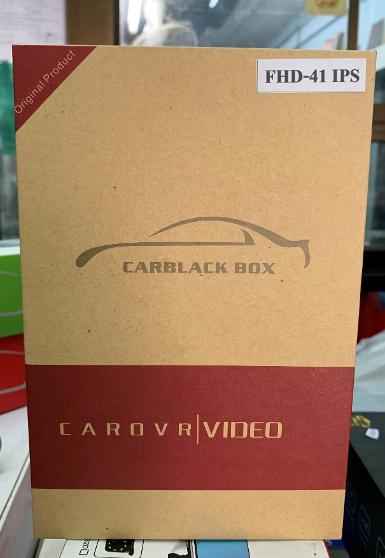 Original Product
FHD-41 IPS
CARBLACK BOX
CAROVR|VIDEO